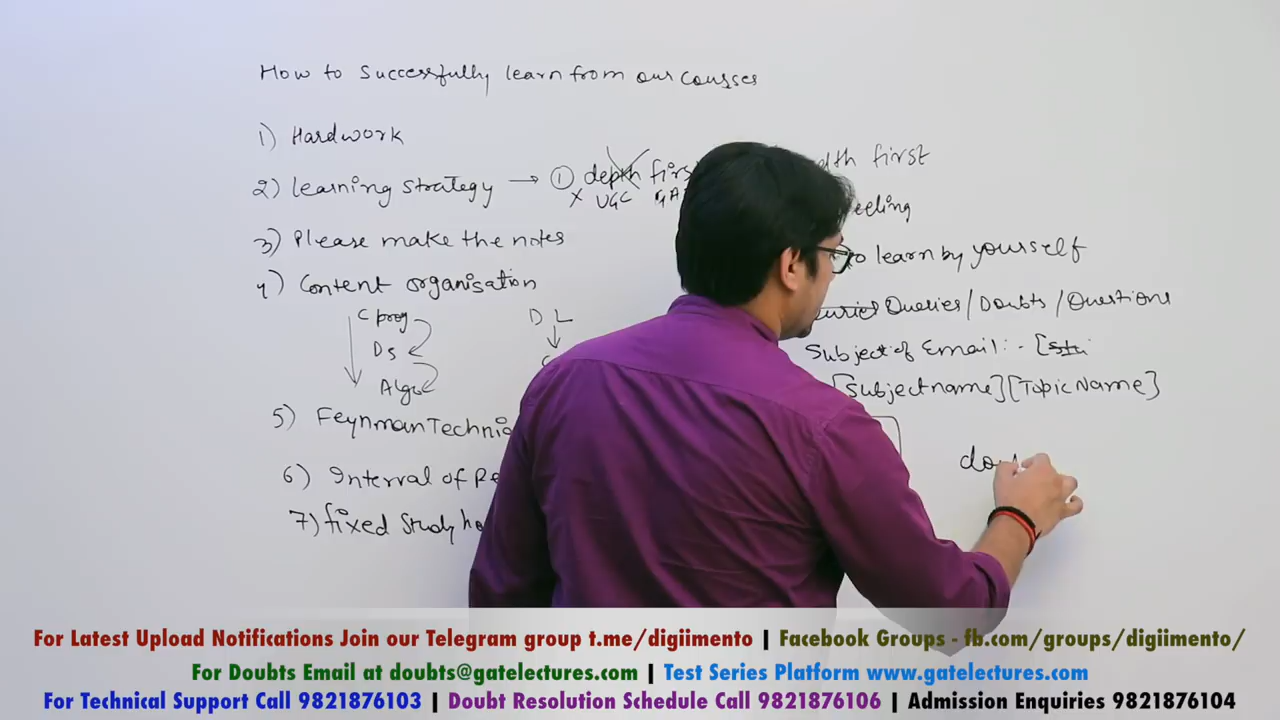 How to Successfully learn from our courses
1) Hardwork
2) learning strategy → ① depth first
X UGC
dth first
eeling
3) Please make the notes
to learn by yourself
4) Content organisation
C prog
DS
Algo
D L
Queries/Doubts/Questions
Subject of Email:- [
[Subject name][Topic Name]
5) Feynman Techni
6) Interval of Re
7) fixed Study ho
dou
For Latest Upload Notifications Join our Telegram group t.me/digiimento | Facebook Groups - fb.com/groups/digiimento/
For Doubts Email at doubts@gatelectures.com | Test Series Platform www.gatelectures.com
For Technical Support Call 9821876103 | Doubt Resolution Schedule Call 9821876106 | Admission Enquiries 9821876104